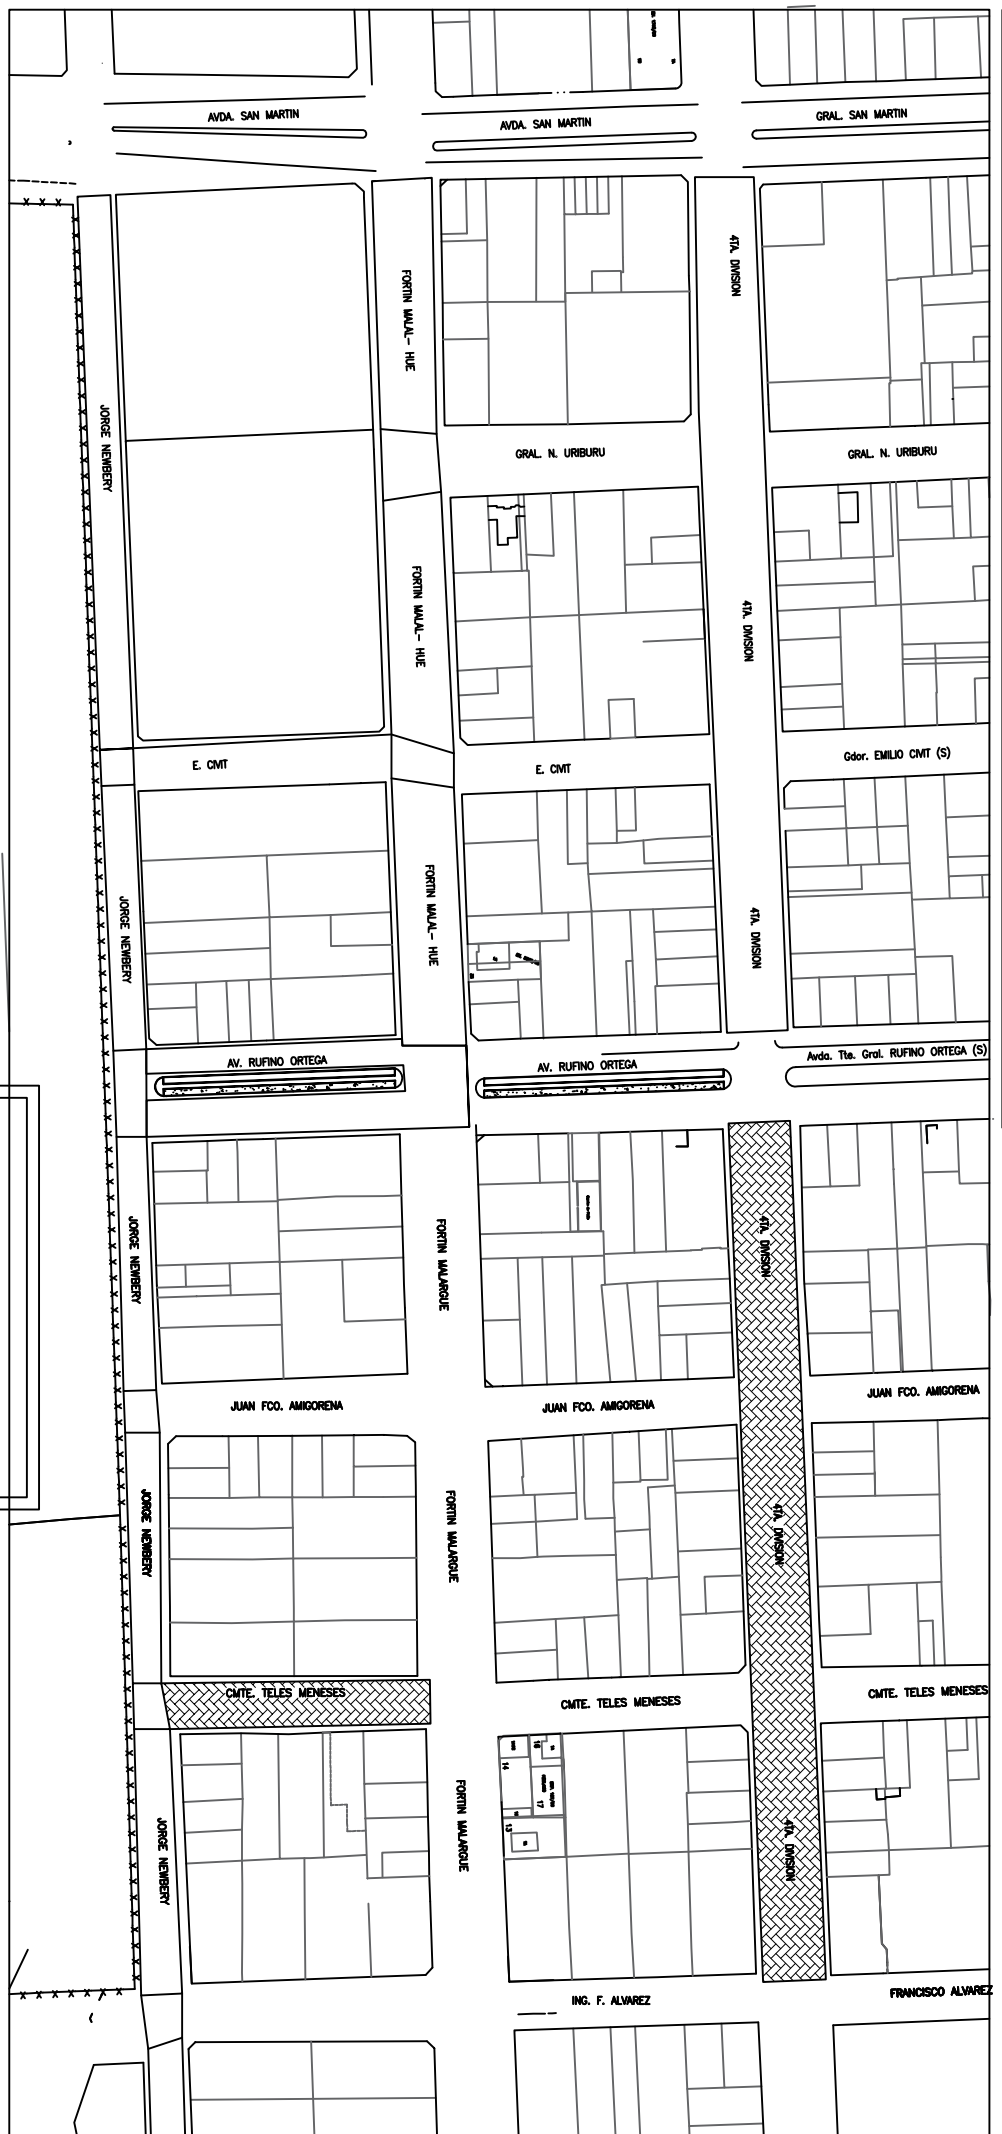 AVDA. SAN MARTIN
AVDA. SAN MARTIN
GRAL. SAN MARTIN
4TA. DIVISION
FORTIN MALAL- HUE
JORGE NEWBERY
GRAL. N. URIBURU
GRAL. N. URIBURU
FORTIN MALAL- HUE
4TA. DIVISION
E. CIVIT
E. CIVIT
Gdor. EMILIO CIVIT (S)
JORGE NEWBERY
FORTIN MALAL- HUE
4TA. DIVISION
AV. RUFINO ORTEGA
AV. RUFINO ORTEGA
Avda. Tte. Gral. RUFINO ORTEGA (S)
JORGE NEWBERY
FORTIN MALARGUE
4TA. DIVISION
JUAN FCO. AMIGORENA
JUAN FCO. AMIGORENA
JUAN FCO. AMIGORENA
JORGE NEWBERY
FORTIN MALARGUE
4TA. DIVISION
CMTE. TELES MENESES
CMTE. TELES MENESES
CMTE. TELES MENESES
16
14
17
13
JORGE NEWBERY
FORTIN MALARGUE
4TA. DIVISION
ING. F. ALVAREZ
FRANCISCO ALVAREZ